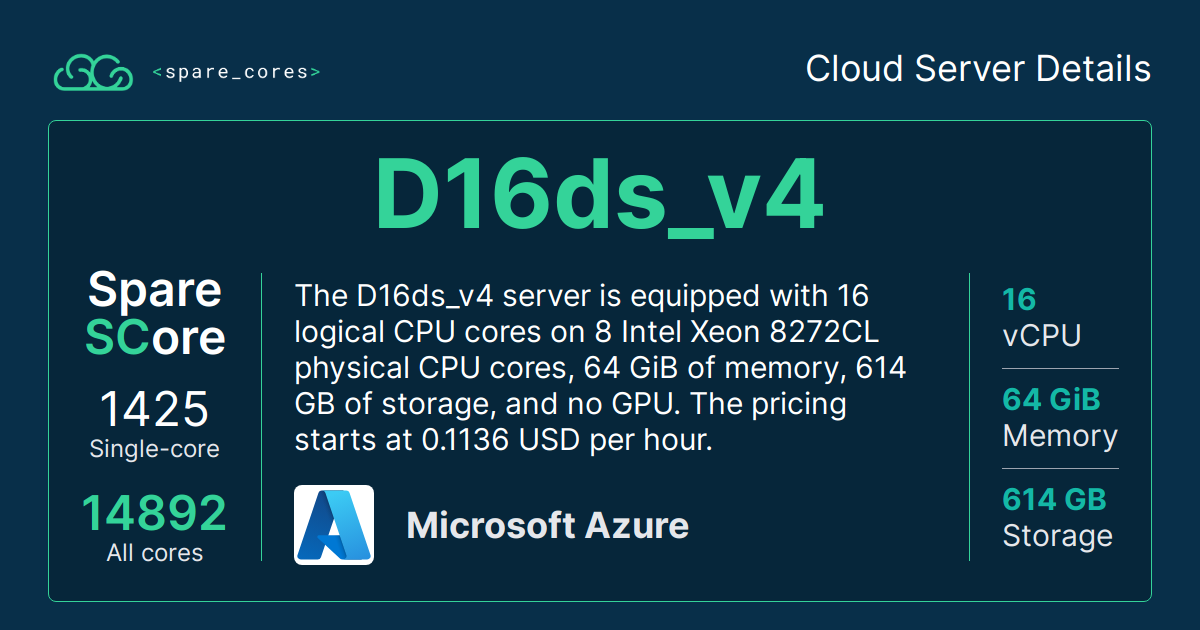 <spare_cores>
Cloud Server Details
D16ds_v4
Spare
SCore
1425
Single-core
14892
All cores
The D16ds_v4 server is equipped with 16
logical CPU cores on 8 Intel Xeon 8272CL
physical CPU cores, 64 GiB of memory, 614
GB of storage, and no GPU. The pricing
starts at 0.1136 USD per hour.
Microsoft Azure
16
vCPU
64 GiB
Memory
614 GB
Storage